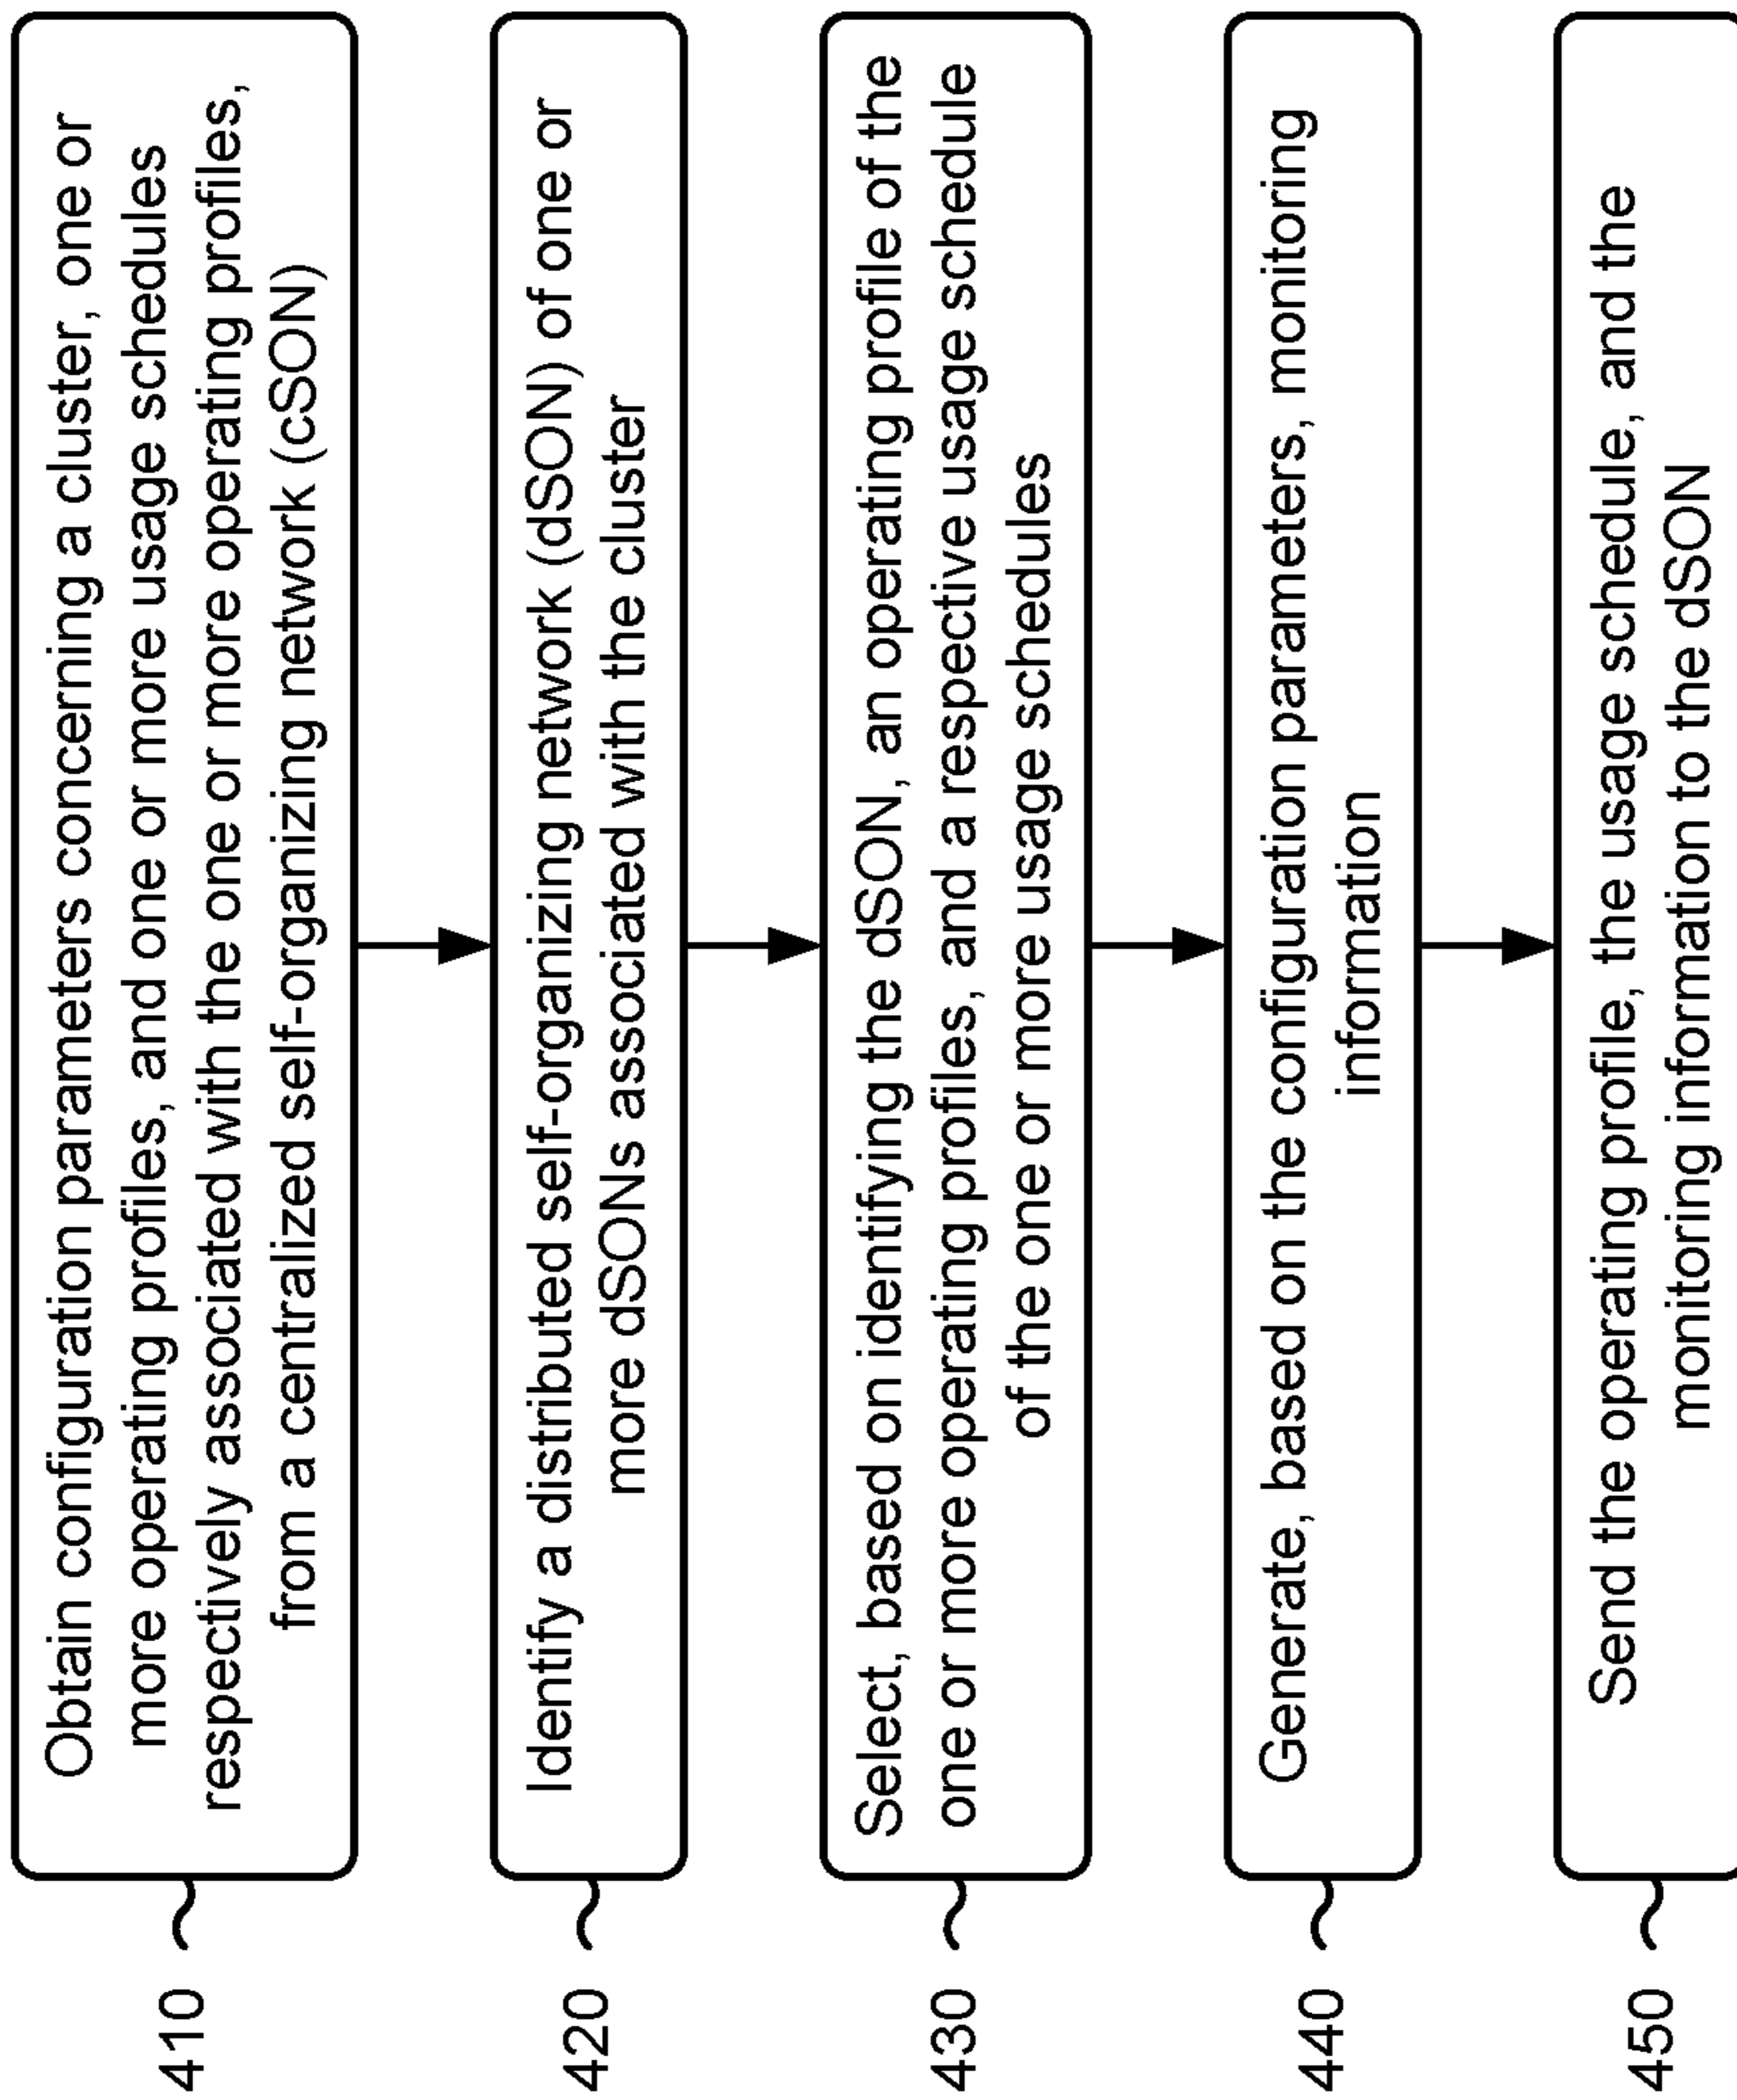 410
Obtain configuration parameters concerning a cluster, one or
more operating profiles, and one or more usage schedules
respectively associated with the one or more operating profiles,
from a centralized self-organizing network (cSON)
420
Identify a distributed self-organizing network (dSON) of one or
more dSONs associated with the cluster
430
Select, based on identifying the dSON, an operating profile of the
one or more operating profiles, and a respective usage schedule
of the one or more usage schedules
440
Generate, based on the configuration parameters, monitoring
information
450
Send the operating profile, the usage schedule, and the
monitoring information to the dSON